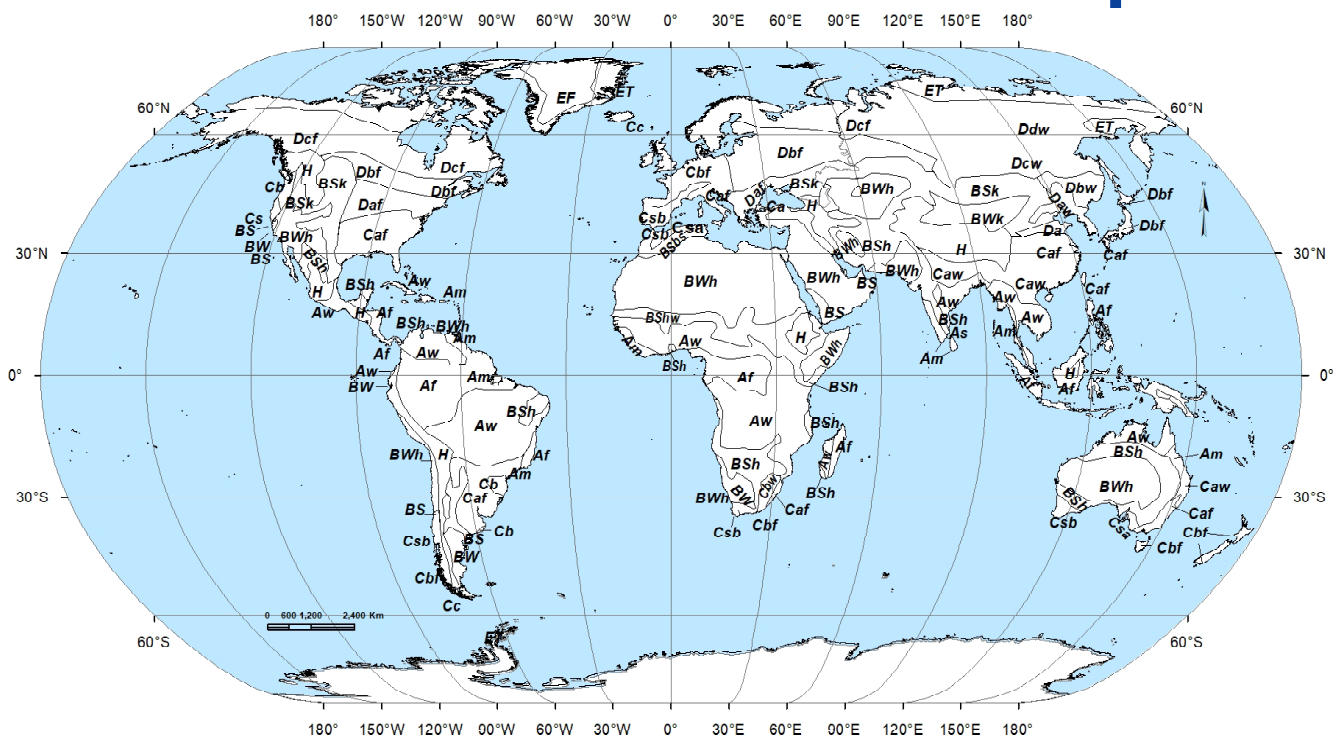 180° 150°W 120°W 90°W 60°W 30°W 0° 30°E 60°E 90°E 120°E 150°E 180°
60°N 60°N
EF ET ET
Cc
Dcf Dcf Ddw ET
Dcf Dbf Dcw
H Dbf Cbf
Cb BSk Dbf Daf BSk BWh BSk Dbw Dbf
BSk Daf Caf Ca H BWk Daw
Cs Csb Csa Da Dbf
BS Caf Csb
BW BWh BSbs BWh BSh H Caf Caf
BS BSh
30°N 30°N
H BSh Aw BWh BWh BS BWh Caw Caw Caf
Am Aw Aw
Aw H Af BShw BS BSh Aw Af
BSh BWh Am Aw H As Am
Am BWh
Af Aw BSh Am
Aw Am Af H
0° 0°
BW Af BSh Af Af
BSh
Aw Aw BSh Aw
BWh H Af Af BSh Am
BSh Aw
Am
Cb Cbw BWh Caw
Caf BWh BW BSh BSh
30°S 30°S
BS Caf Caf
Csb Cbf Csb Csa
Cb Cbf
Csb BS Cbf
BW
Cbf
Cc
0 600 1,200 2,400 Km
N
60°S 60°S
180° 150°W 120°W 90°W 60°W 30°W 0° 30°E 60°E 90°E 120°E 150°E 180°